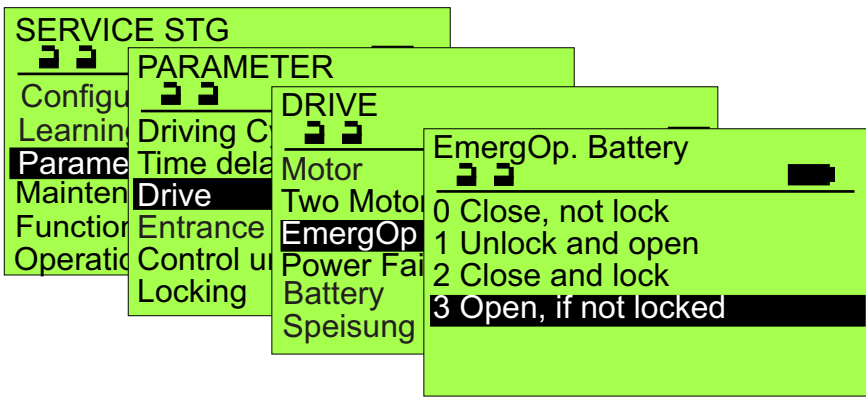 SERVICE STG
Configu
Learning
Parame
Mainten
Function
Operatio
PARAMETER
Driving Cy
Time dela
Drive
Entrance
Control un
Locking
DRIVE
Motor
Two Motor
EmergOp
Power Fai
Battery
Speisung
EmergOp. Battery
0 Close, not lock
1 Unlock and open
2 Close and lock
3 Open, if not locked